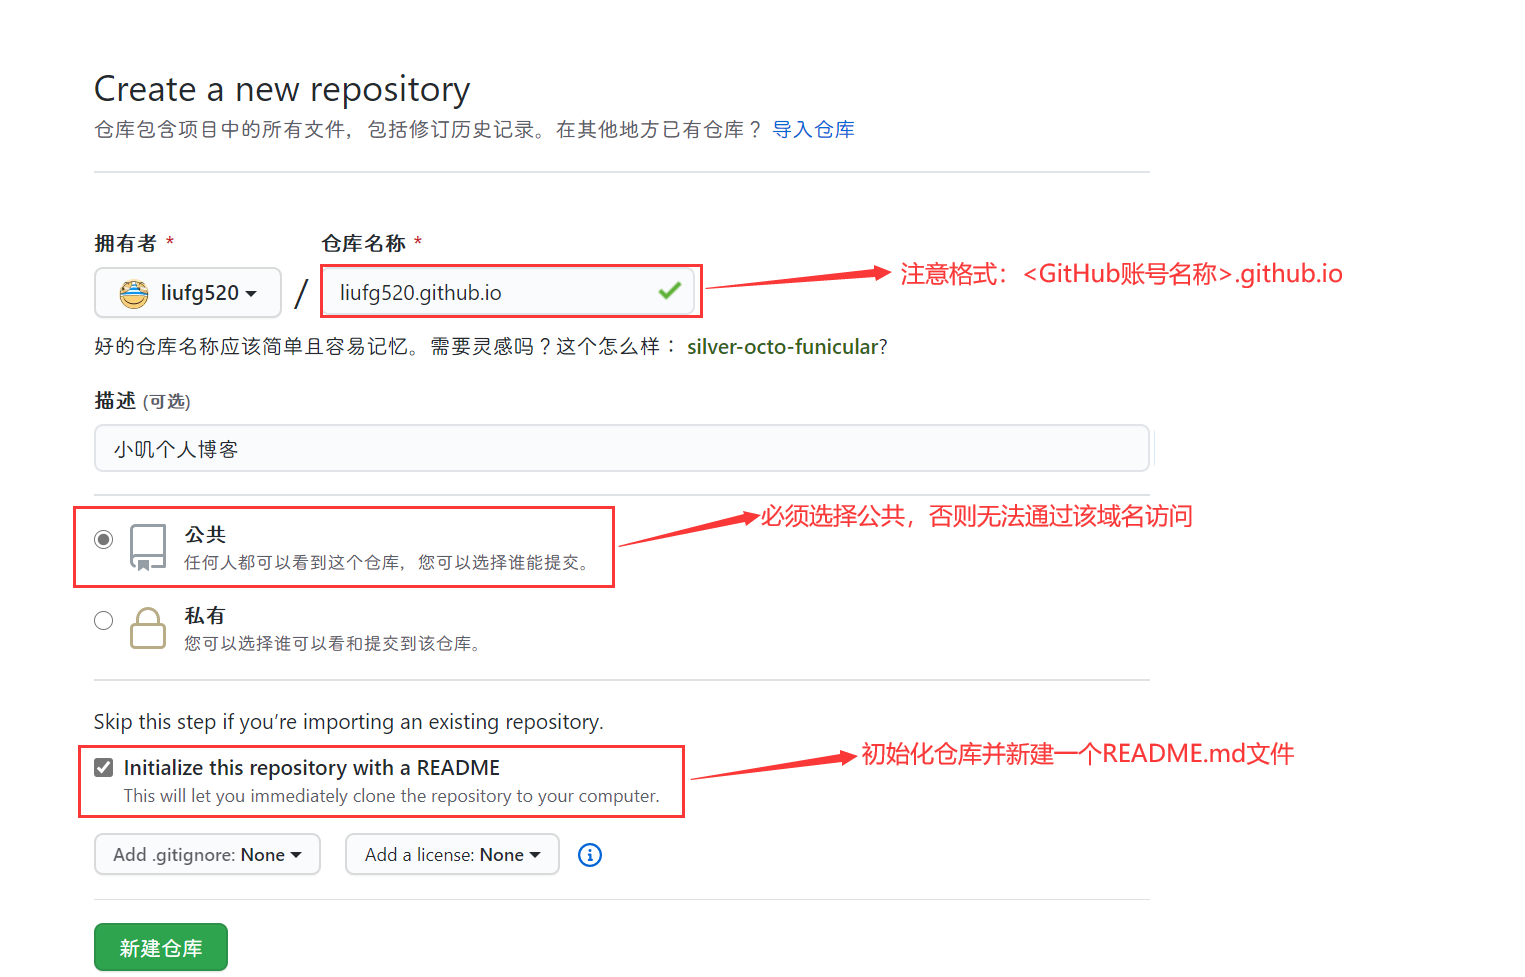 Create a new repository
仓库包含项目中的所有文件，包括修订历史记录。在其他地方已有仓库？ 导入仓库
拥有者 * 仓库名称 *
liufg520 / liufg520.github.io
注意格式：<GitHub账号名称>.github.io
好的仓库名称应该简单且容易记忆。需要灵感吗？这个怎么样： silver-octo-funicular?
描述 (可选)
小叽个人博客
必须选择公共，否则无法通过该域名访问
公共
任何人都可以看到这个仓库，您可以选择谁能提交。
私有
您可以选择谁可以看和提交到该仓库。
Skip this step if you’re importing an existing repository.
初始化仓库并新建一个README.md文件
Initialize this repository with a README
This will let you immediately clone the repository to your computer.
Add .gitignore: None Add a license: None
新建仓库